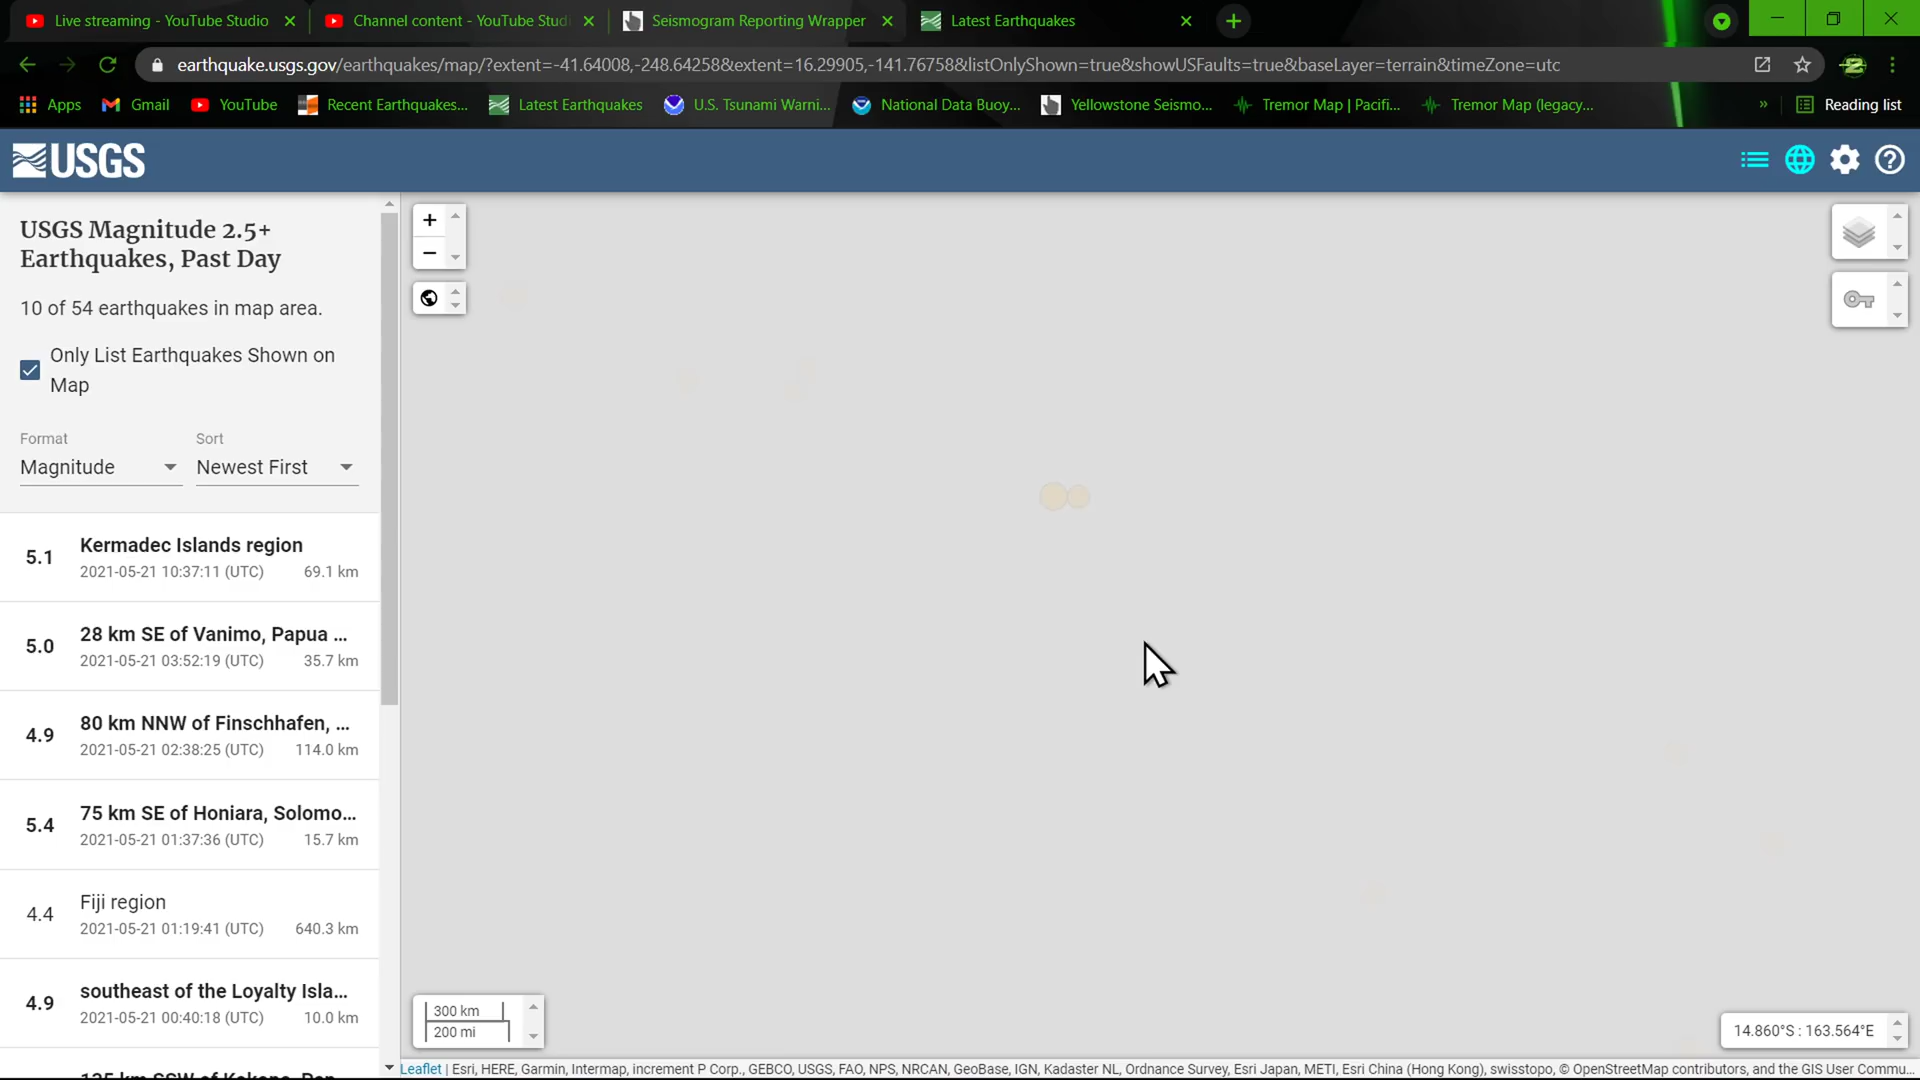 Live streaming - YouTube Studio
Channel content - YouTube Studi
Seismogram Reporting Wrapper
Latest Earthquakes
earthquake.usgs.gov/earthquakes/map/?extent=-41.64008,-248.64258&extent=16.29905,-141.76758&listOnlyShown=true&showUSFaults=true&baseLayer=terrain&timeZone=utc
Apps
Gmail
YouTube
Recent Earthquakes...
Latest Earthquakes
U.S. Tsunami Warni...
National Data Buoy...
Yellowstone Seismo...
Tremor Map | Pacifi...
Tremor Map (legacy...
»
Reading list
USGS
USGS Magnitude 2.5+
Earthquakes, Past Day
10 of 54 earthquakes in map area.
Only List Earthquakes Shown on
Map
Format
Sort
Magnitude
Newest First
5.1
Kermadec Islands region
2021-05-21 10:37:11 (UTC)
69.1 km
5.0
28 km SE of Vanimo, Papua ...
2021-05-21 03:52:19 (UTC)
35.7 km
4.9
80 km NNW of Finschhafen, ...
2021-05-21 02:38:25 (UTC)
114.0 km
5.4
75 km SE of Honiara, Solomo...
2021-05-21 01:37:36 (UTC)
15.7 km
4.4
Fiji region
2021-05-21 01:19:41 (UTC)
640.3 km
4.9
southeast of the Loyalty Isla...
2021-05-21 00:40:18 (UTC)
10.0 km
+
−
300 km
200 mi
14.860°S : 163.564°E
Leaflet | Esri, HERE, Garmin, Intermap, increment P Corp., GEBCO, USGS, FAO, NPS, NRCAN, GeoBase, IGN, Kadaster NL, Ordnance Survey, Esri Japan, METI, Esri China (Hong Kong), swisstopo, © OpenStreetMap contributors, and the GIS User Commu...